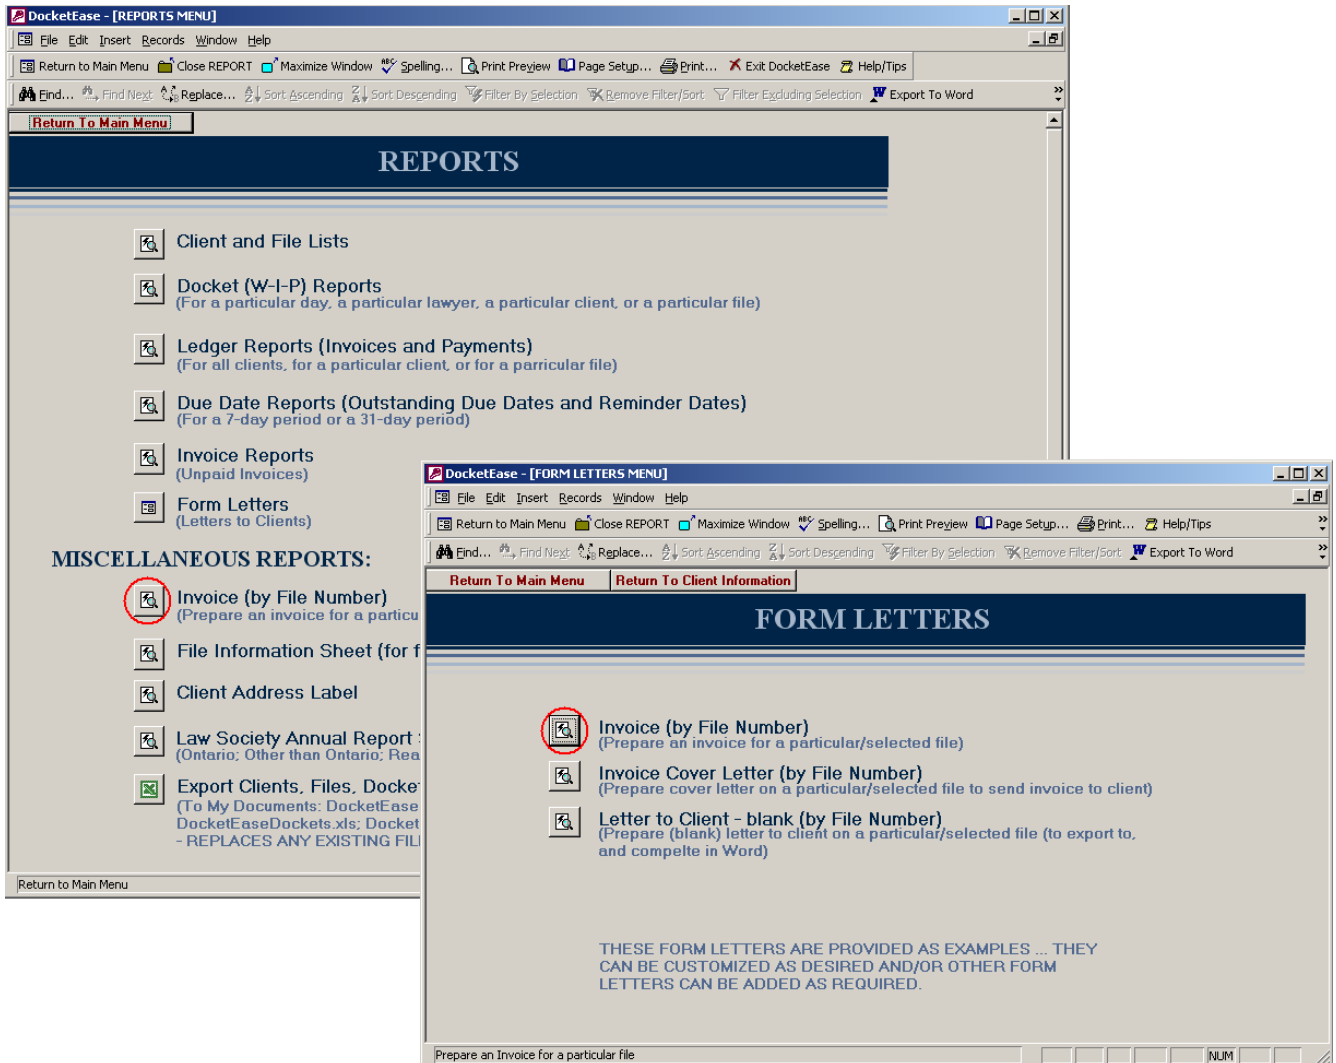 DocketEase - [REPORTS MENU]
File Edit Insert Records Window Help
Return to Main Menu Close REPORT Maximize Window Spelling... Print Preview Page Setup... Print... Exit DocketEase Help/Tips
Find... Find Next Replace... Sort Ascending Sort Descending Filter By Selection Remove Filter/Sort Filter Excluding Selection Export To Word
Return To Main Menu
REPORTS
Client and File Lists
Docket (W-I-P) Reports
(For a particular day, a particular lawyer, a particular client, or a particular file)
Ledger Reports (Invoices and Payments)
(For all clients, for a particular client, or for a parricular file)
Due Date Reports (Outstanding Due Dates and Reminder Dates)
(For a 7-day period or a 31-day period)
Invoice Reports
(Unpaid Invoices)
Form Letters
(Letters to Clients)
MISCELLANEOUS REPORTS:
Invoice (by File Number)
(Prepare an invoice for a particu
File Information Sheet (for f
Client Address Label
Law Society Annual Report
(Ontario; Other than Ontario; Rea
Export Clients, Files, Docke
(To My Documents: DocketEase
DocketEaseDockets.xls; Docket
- REPLACES ANY EXISTING FIL
Return to Main Menu
DocketEase - [FORM LETTERS MENU]
File Edit Insert Records Window Help
Return to Main Menu Close REPORT Maximize Window Spelling... Print Preview Page Setup... Print... Help/Tips
Find... Find Next Replace... Sort Ascending Sort Descending Filter By Selection Remove Filter/Sort Export To Word
Return To Main Menu Return To Client Information
FORM LETTERS
Invoice (by File Number)
(Prepare an invoice for a particular/selected file)
Invoice Cover Letter (by File Number)
(Prepare cover letter on a particular/selected file to send invoice to client)
Letter to Client - blank (by File Number)
(Prepare (blank) letter to client on a particular/selected file (to export to,
and compelte in Word)
THESE FORM LETTERS ARE PROVIDED AS EXAMPLES ... THEY
CAN BE CUSTOMIZED AS DESIRED AND/OR OTHER FORM
LETTERS CAN BE ADDED AS REQUIRED.
Prepare an Invoice for a particular file NUM